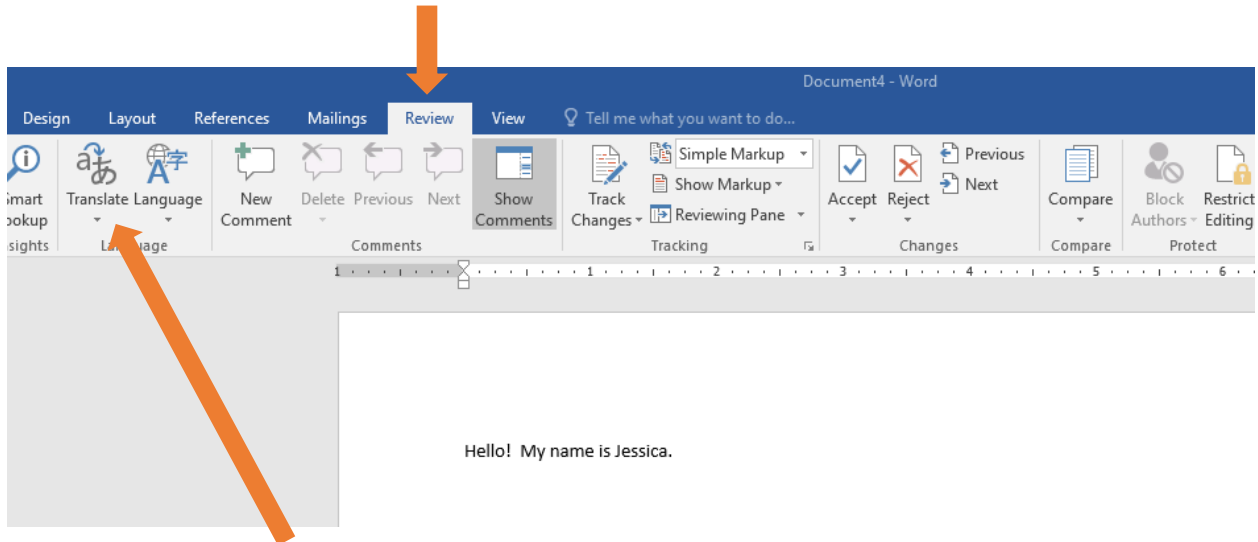 Document4 - Word
Design Layout References Mailings Review View Tell me what you want to do...
Smart Lookup
Translate Language
New Comment
Delete Previous Next
Show Comments
Track Changes
Simple Markup
Show Markup
Reviewing Pane
Accept Reject
Previous
Next
Compare
Block Authors
Restrict Editing
Language Comments Tracking Changes Compare Protect
1 1 2 3 4 5 6
Hello! My name is Jessica.